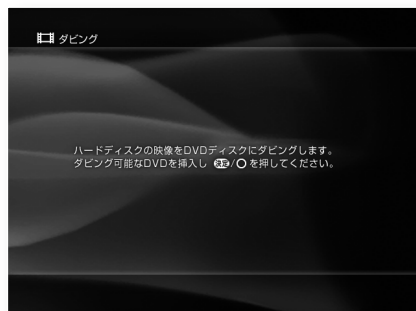 ダビング
ハードディスクの映像をDVDディスクにダビングします。
ダビング可能なDVDを挿入し 決定/○ を押してください。